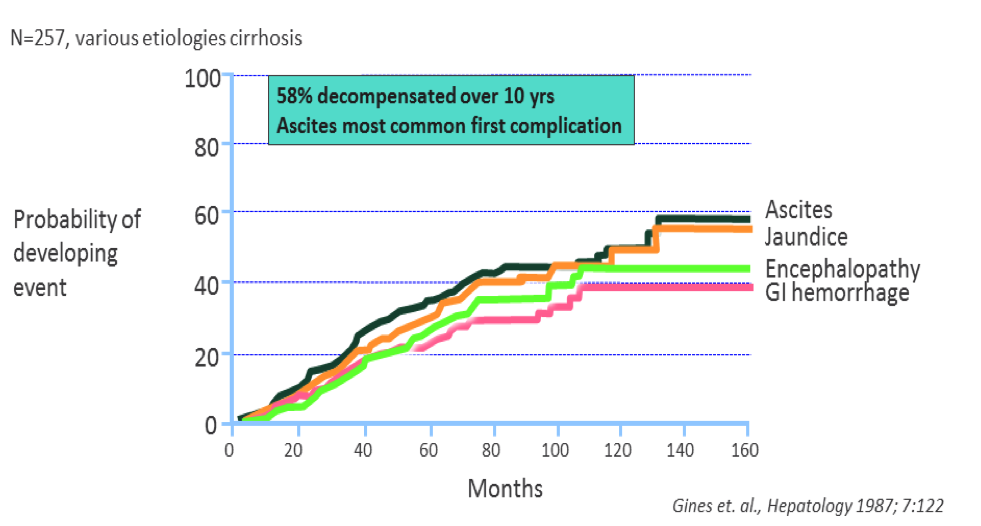 N=257, various etiologies cirrhosis
100
58% decompensated over 10 yrs
Ascites most common first complication
80
Probability of
developing
event
60
40
20
0
Ascites
Jaundice
Encephalopathy
GI hemorrhage
0 20 40 60 80 100 120 140 160
Months
Gines et. al., Hepatology 1987; 7:122